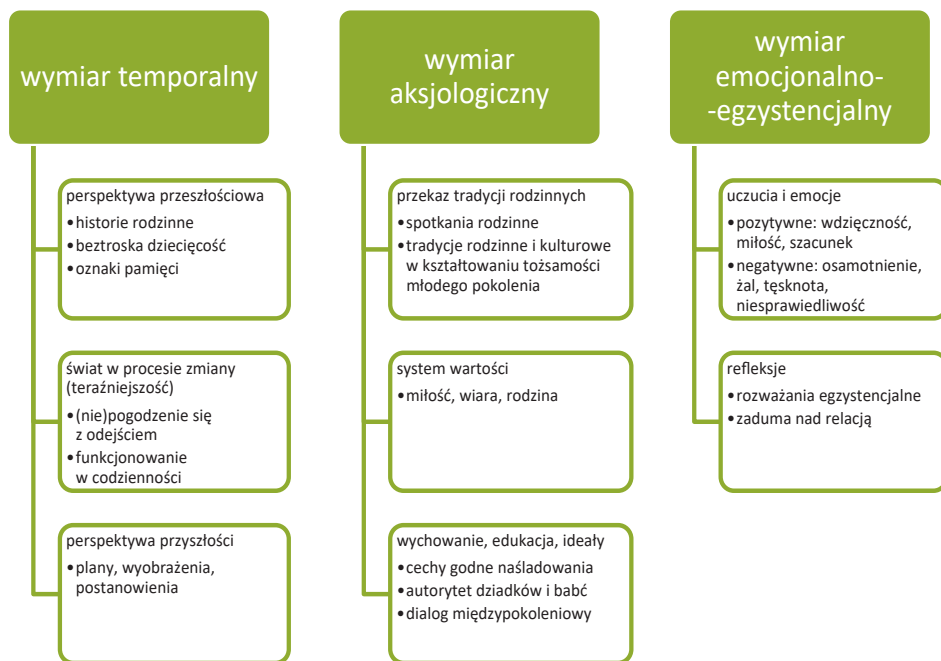 wymiar temporalny
perspektywa przeszłościowa
•historie rodzinne
•beztroska dziecięcość
•oznaki pamięci
świat w procesie zmiany
(teraźniejszość)
•(nie)pogodzenie się
z odejściem
•funkcjonowanie
w codzienności
perspektywa przyszłości
•plany, wyobrażenia,
postanowienia
wymiar
aksjologiczny
przekaz tradycji rodzinnych
•spotkania rodzinne
•tradycje rodzinne i kulturowe
w kształtowaniu tożsamości
młodego pokolenia
system wartości
•miłość, wiara, rodzina
wychowanie, edukacja, ideały
•cechy godne naśladowania
•autorytet dziadków i babć
•dialog międzypokoleniowy
wymiar
emocjonalno-
-egzystencjalny
uczucia i emocje
•pozytywne: wdzięczność,
miłość, szacunek
•negatywne: osamotnienie,
żal, tęsknota,
niesprawiedliwość
refleksje
•rozważania egzystencjalne
•zaduma nad relacją